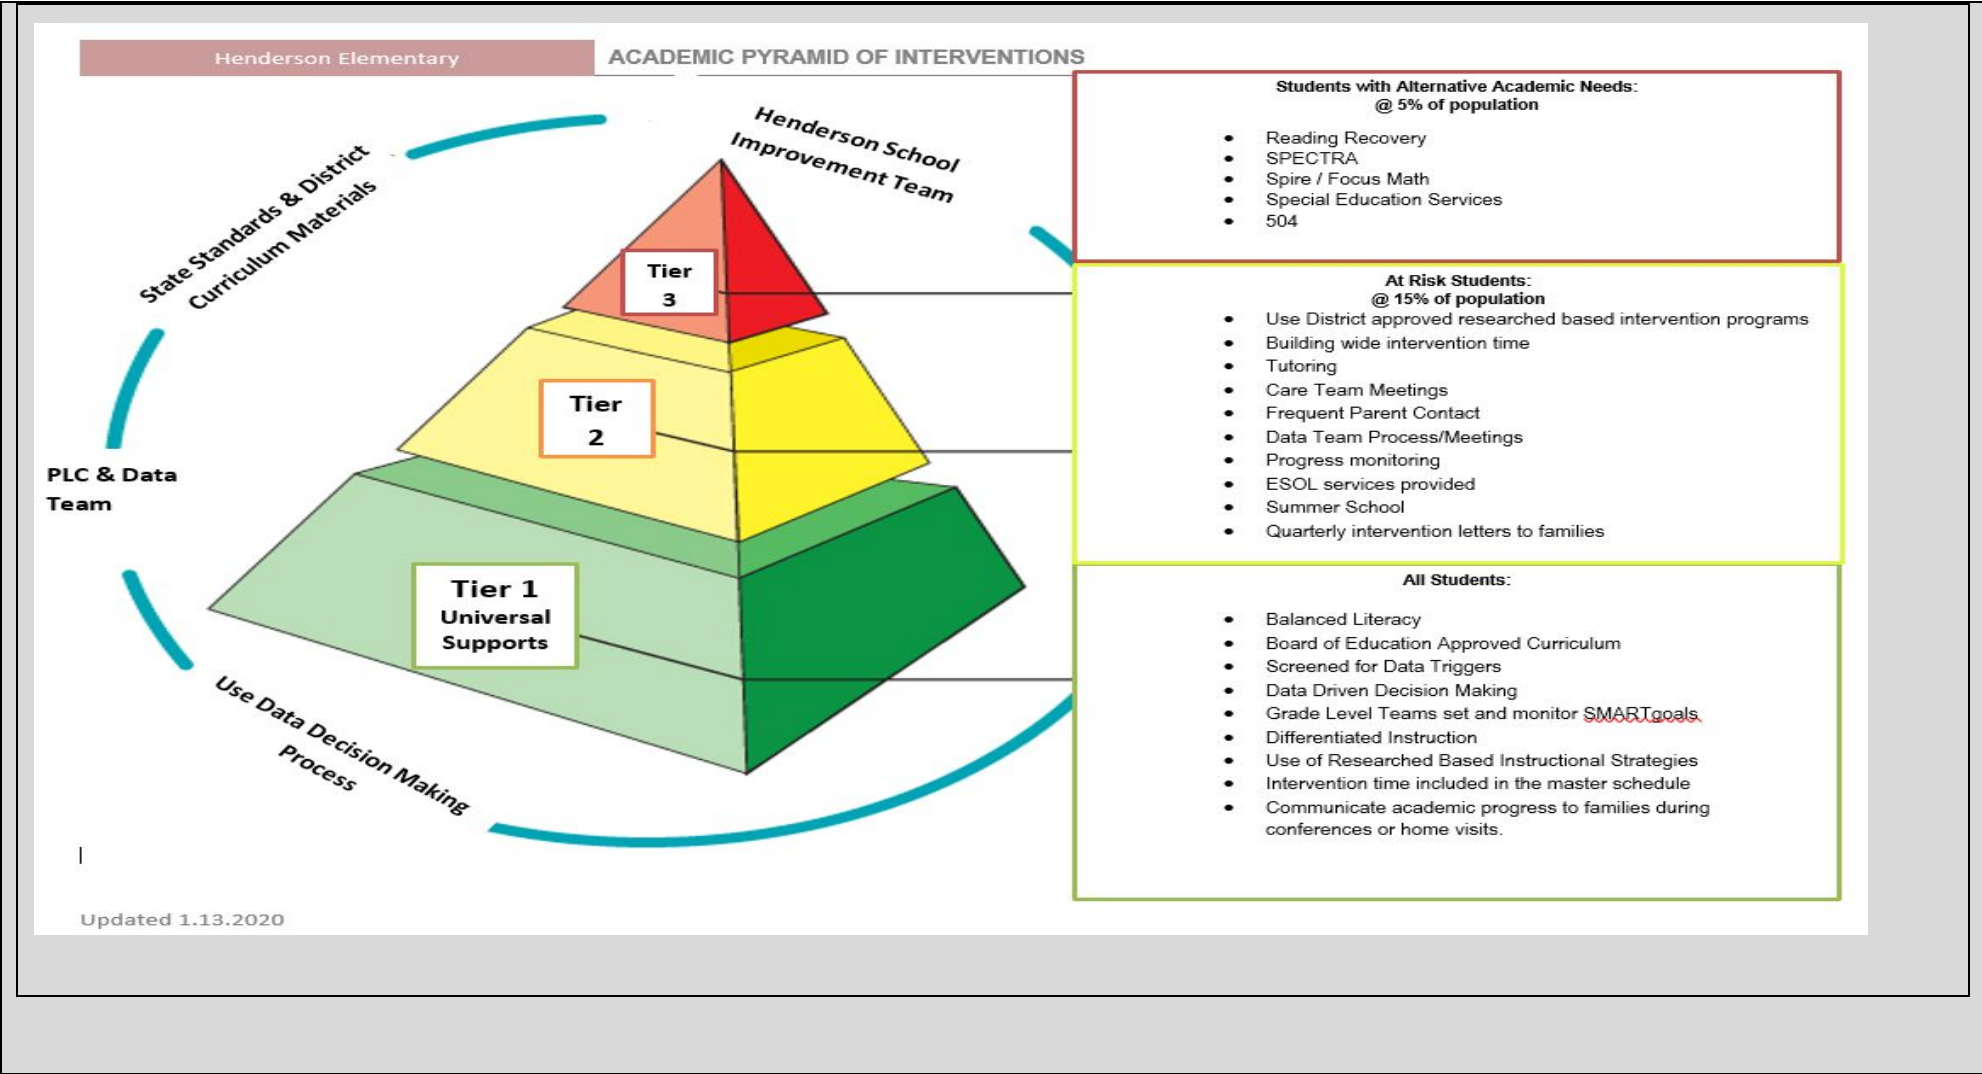 Henderson Elementary
ACADEMIC PYRAMID OF INTERVENTIONS
Henderson School
Improvement Team
State Standards & District
Curriculum Materials
PLC & Data
Team
Use Data Decision Making
Process
Tier
3
Tier
2
Tier 1
Universal
Supports
Students with Alternative Academic Needs:
@ 5% of population
• Reading Recovery
• SPECTRA
• Spire / Focus Math
• Special Education Services
• 504
At Risk Students:
@ 15% of population
• Use District approved researched based intervention programs
• Building wide intervention time
• Tutoring
• Care Team Meetings
• Frequent Parent Contact
• Data Team Process/Meetings
• Progress monitoring
• ESOL services provided
• Summer School
• Quarterly intervention letters to families
All Students:
• Balanced Literacy
• Board of Education Approved Curriculum
• Screened for Data Triggers
• Data Driven Decision Making
• Grade Level Teams set and monitor SMARTgoals.
• Differentiated Instruction
• Use of Researched Based Instructional Strategies
• Intervention time included in the master schedule
• Communicate academic progress to families during
conferences or home visits.
Updated 1.13.2020